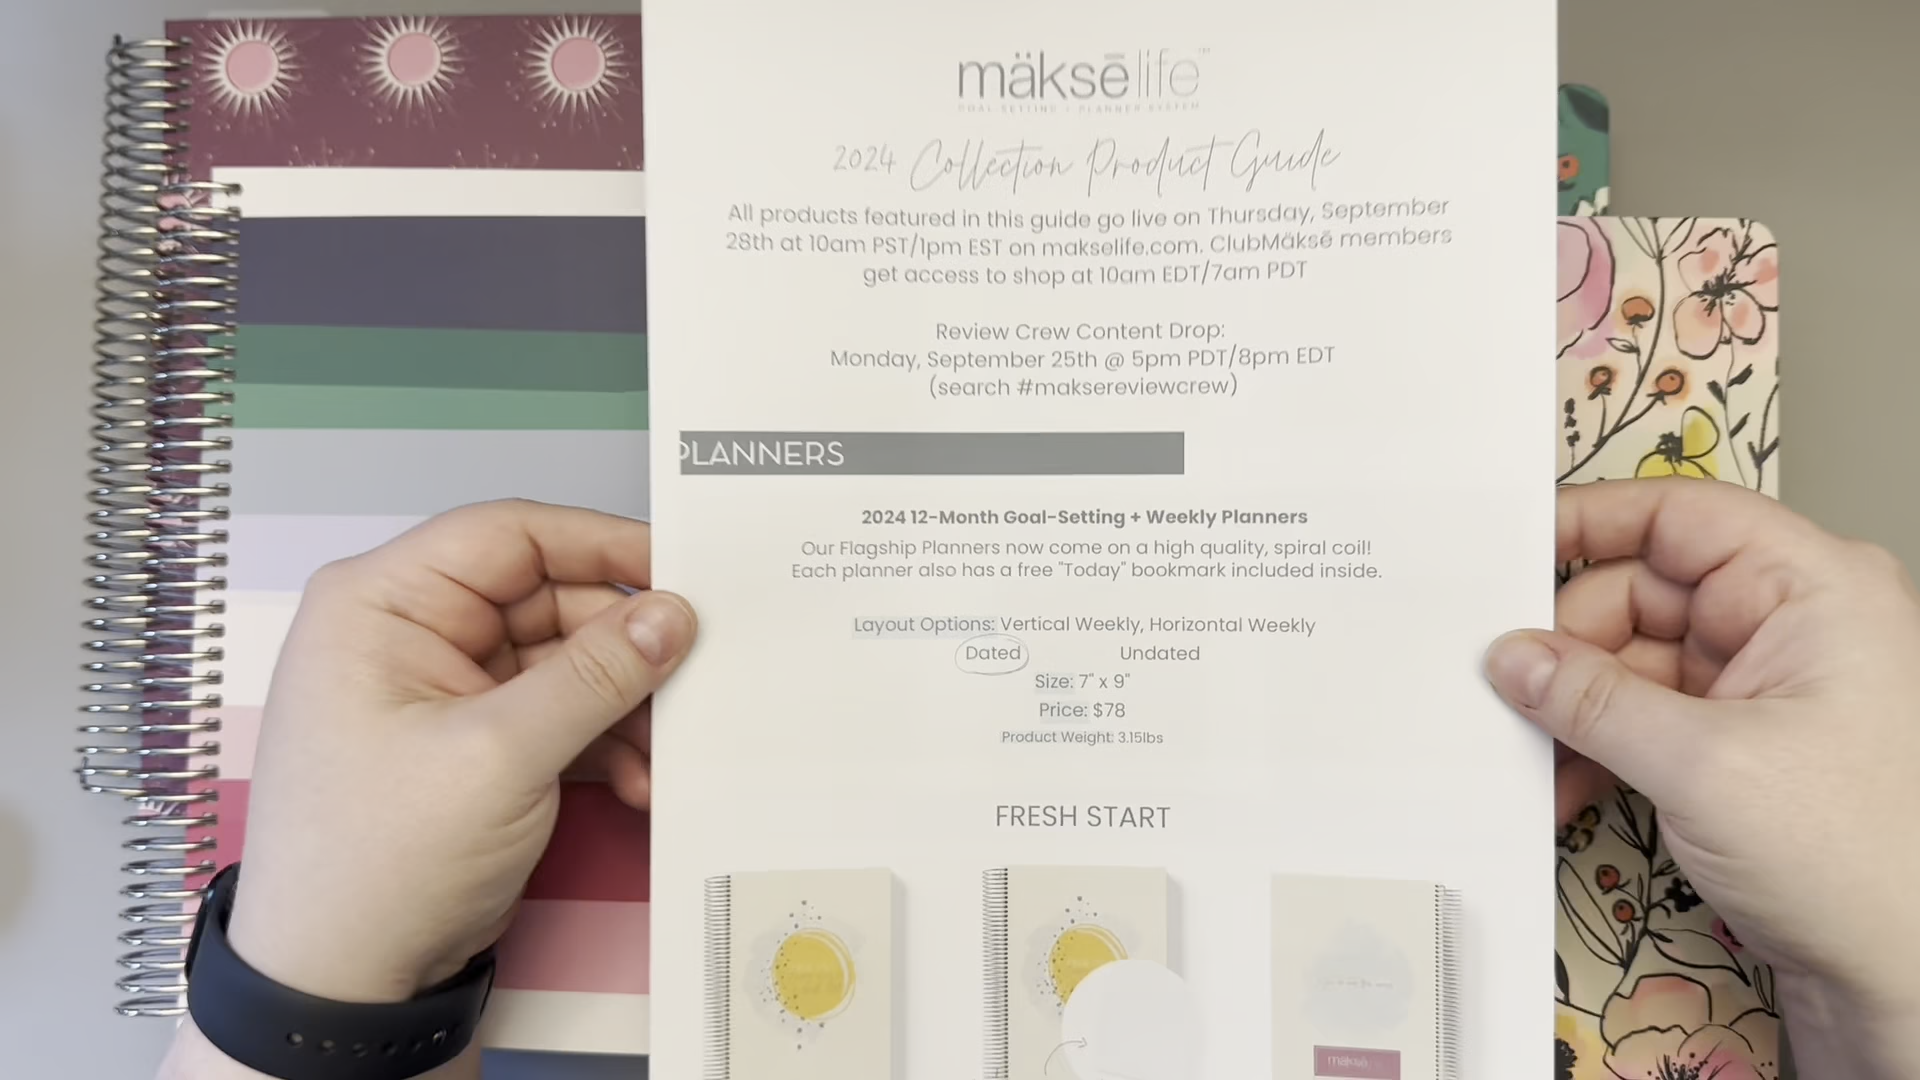 mäksē life™
GOAL SETTING + PLANNER SYSTEM
2024 Collection Product Guide
All products featured in this guide go live on Thursday, September
28th at 10am PST/1pm EST on makselife.com. ClubMäksē members
get access to shop at 10am EDT/7am PDT
Review Crew Content Drop:
Monday, September 25th @ 5pm PDT/8pm EDT
(search #maksereviewcrew)
PLANNERS
2024 12-Month Goal-Setting + Weekly Planners
Our Flagship Planners now come on a high quality, spiral coil!
Each planner also has a free "Today" bookmark included inside.
Layout Options: Vertical Weekly, Horizontal Weekly
Dated Undated
Size: 7" x 9"
Price: $78
Product Weight: 3.15lbs
FRESH START
mäksē